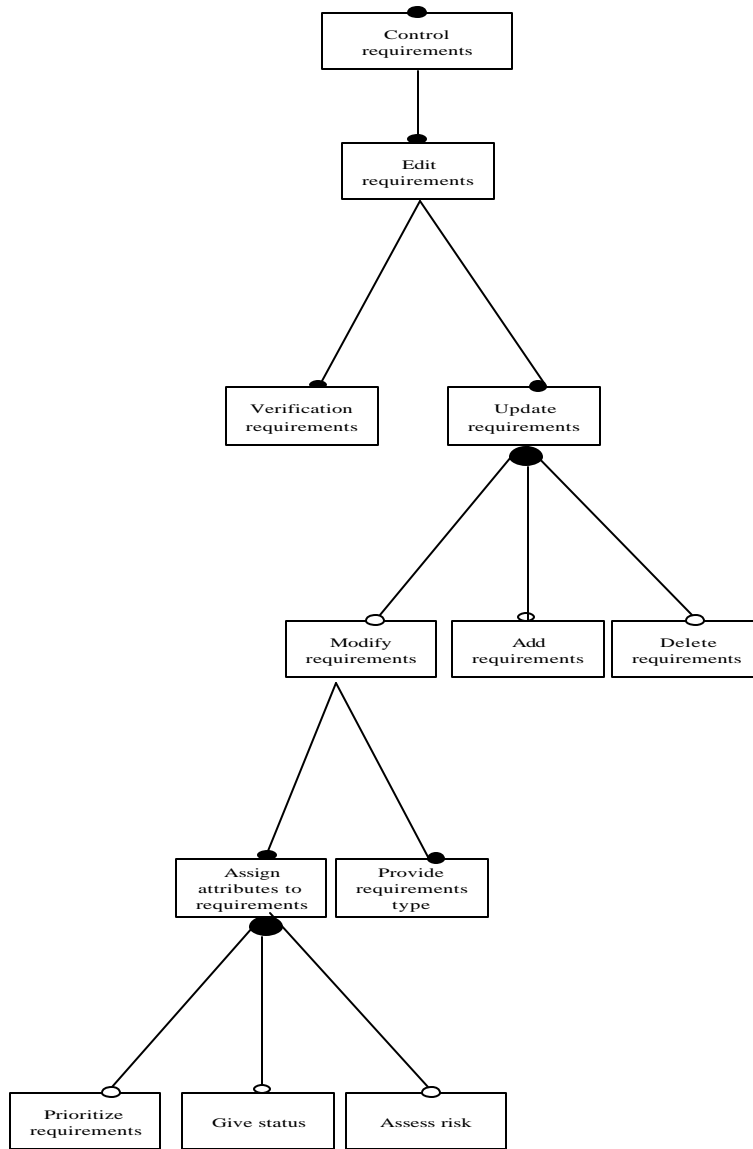 Control
requirements
Edit
requirements
Verification
requirements
Update
requirements
Modify
requirements
Add
requirements
Delete
requirements
Assign
attributes to
requirements
Provide
requirements
type
Prioritize
requirements
Give status
Assess risk